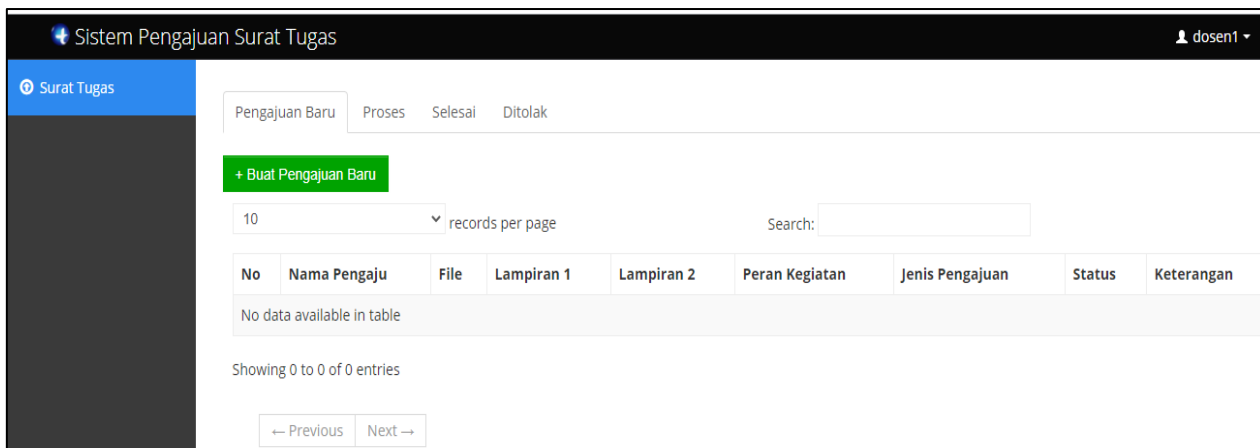 Sistem Pengajuan Surat Tugas dosen1
Surat Tugas
Pengajuan Baru Proses Selesai Ditolak
+ Buat Pengajuan Baru
10 records per page Search:
No Nama Pengaju File Lampiran 1 Lampiran 2 Peran Kegiatan Jenis Pengajuan Status Keterangan
No data available in table
Showing 0 to 0 of 0 entries
← Previous Next →